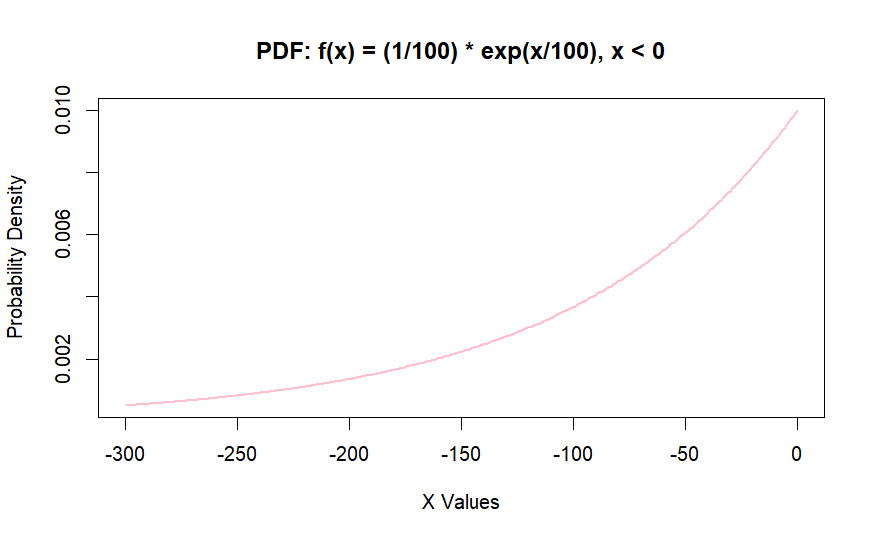 PDF: f(x) = (1/100) * exp(x/100), x < 0
Probability Density
0.010
0.006
0.002
-300 -250 -200 -150 -100 -50 0
X Values